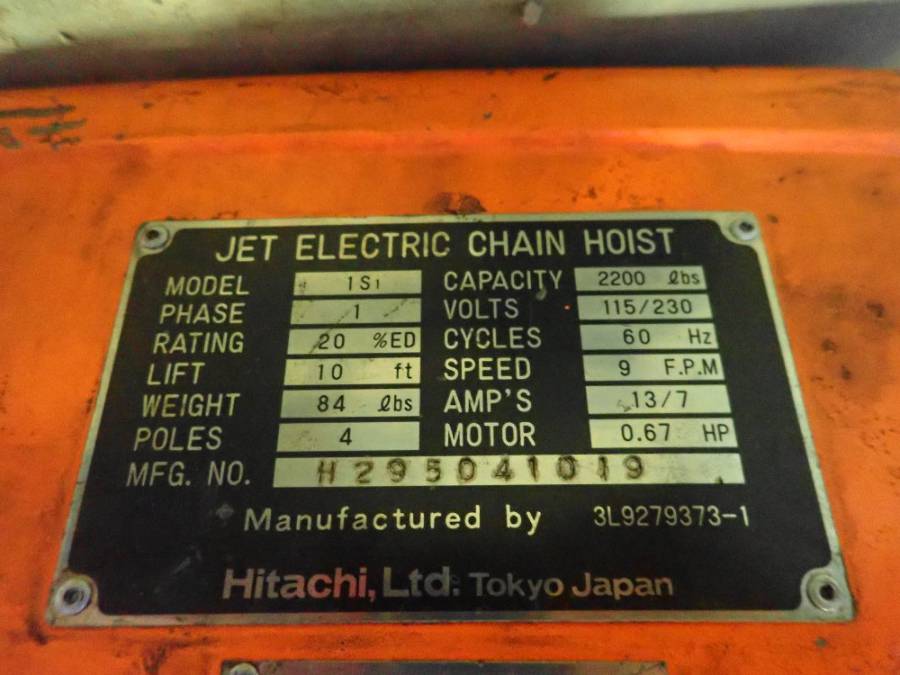 JET ELECTRIC CHAIN HOIST
MODEL 1S1 CAPACITY 2200 lbs
PHASE 1 VOLTS 115/230
RATING 20 %ED CYCLES 60 Hz
LIFT 10 ft SPEED 9 F.P.M
WEIGHT 84 lbs AMP'S 13/7
POLES 4 MOTOR 0.67 HP
MFG. NO. H295041019
Manufactured by 3L9279373-1
Hitachi, Ltd. Tokyo Japan